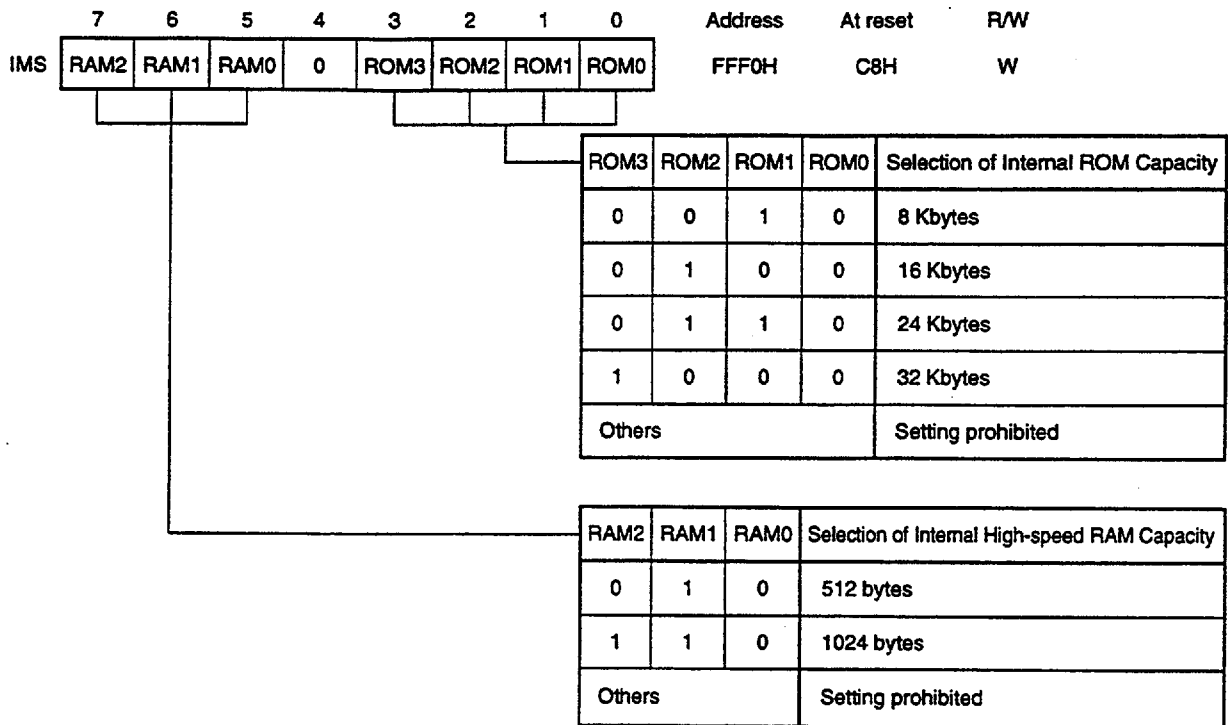 7 6 5 4 3 2 1 0 Address At reset R/W
IMS RAM2 RAM1 RAM0 0 ROM3 ROM2 ROM1 ROM0 FFF0H C8H W
ROM3 ROM2 ROM1 ROM0 Selection of Internal ROM Capacity
0 0 1 0 8 Kbytes
0 1 0 0 16 Kbytes
0 1 1 0 24 Kbytes
1 0 0 0 32 Kbytes
Others Setting prohibited
RAM2 RAM1 RAM0 Selection of Internal High-speed RAM Capacity
0 1 0 512 bytes
1 1 0 1024 bytes
Others Setting prohibited